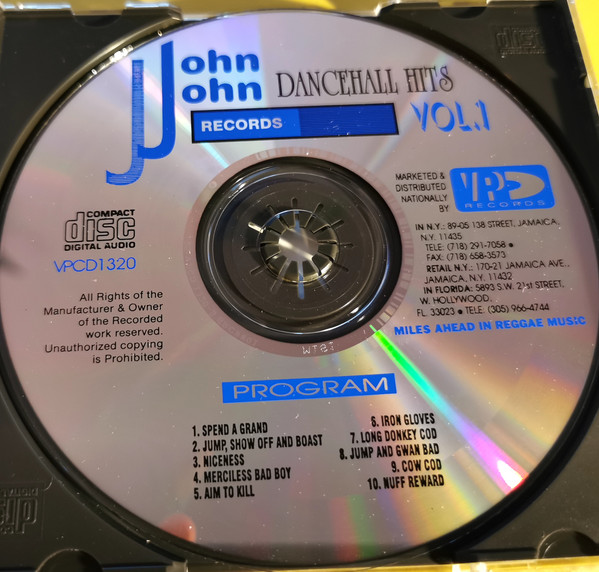 John
John
RECORDS
DANCEHALL HITS
VOL.1
MARKETED &
DISTRIBUTED
NATIONALLY
BY
VP
RECORDS
IN N.Y.: 89-05 138 STREET, JAMAICA,
N.Y. 11435
TELE: (718) 291-7058 •
FAX: (718) 658-3573
RETAIL N.Y.: 170-21 JAMAICA AVE.,
JAMAICA, N.Y. 11432
IN FLORIDA: 5893 S.W. 21st STREET,
W. HOLLYWOOD,
FL. 33023 • TELE: (305) 966-4744
MILES AHEAD IN REGGAE MUSIC
COMPACT
disc
DIGITAL AUDIO
VPCD1320
All Rights of the
Manufacturer & Owner
of the Recorded
work reserved.
Unauthorized copying
is Prohibited.
PROGRAM
1. SPEND A GRAND
2. JUMP, SHOW OFF AND BOAST
3. NICENESS
4. MERCILESS BAD BOY
5. AIM TO KILL
6. IRON GLOVES
7. LONG DONKEY COD
8. JUMP AND GWAN BAD
9. COW COD
10. NUFF REWARD